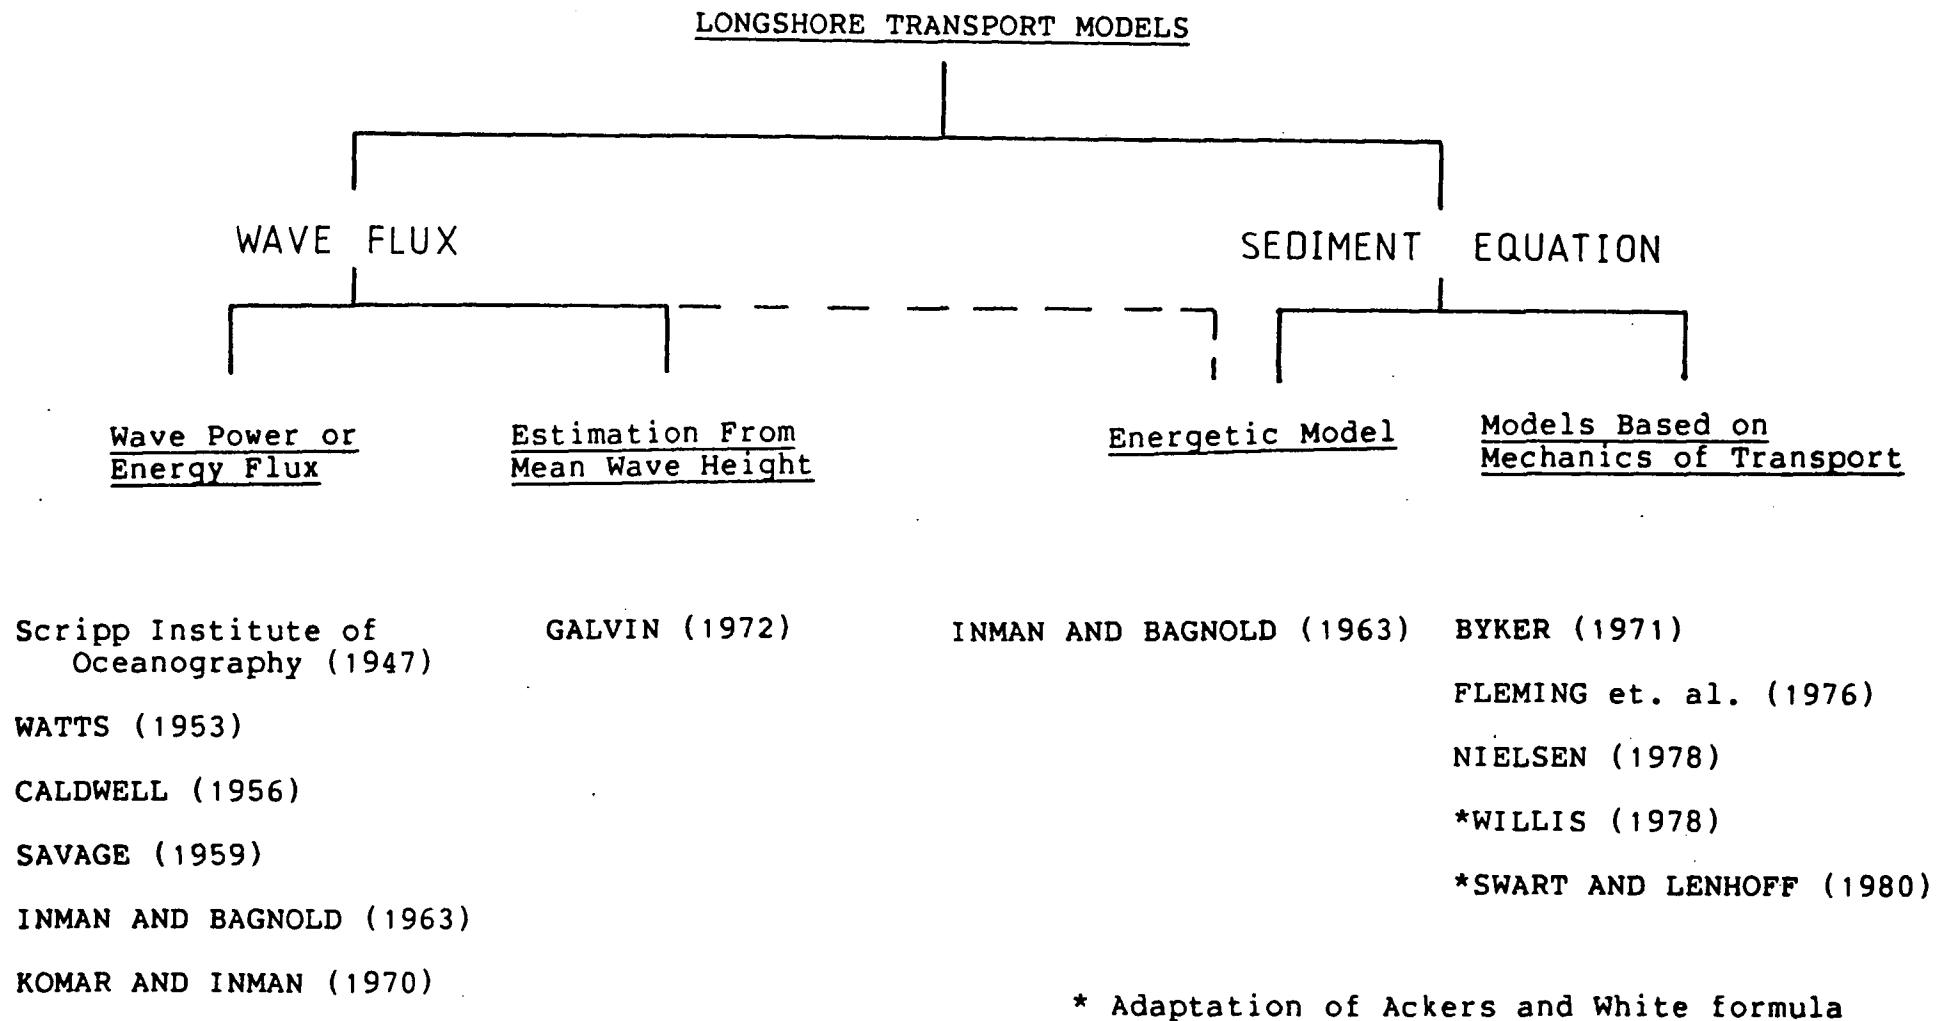 LONGSHORE TRANSPORT MODELS
WAVE FLUX
SEDIMENT EQUATION
Wave Power or
Energy Flux
Estimation From
Mean Wave Height
Energetic Model
Models Based on
Mechanics of Transport
Scripp Institute of
Oceanography (1947)
WATTS (1953)
CALDWELL (1956)
SAVAGE (1959)
INMAN AND BAGNOLD (1963)
KOMAR AND INMAN (1970)
GALVIN (1972)
INMAN AND BAGNOLD (1963)
BYKER (1971)
FLEMING et. al. (1976)
NIELSEN (1978)
*WILLIS (1978)
*SWART AND LENHOFF (1980)
* Adaptation of Ackers and White formula